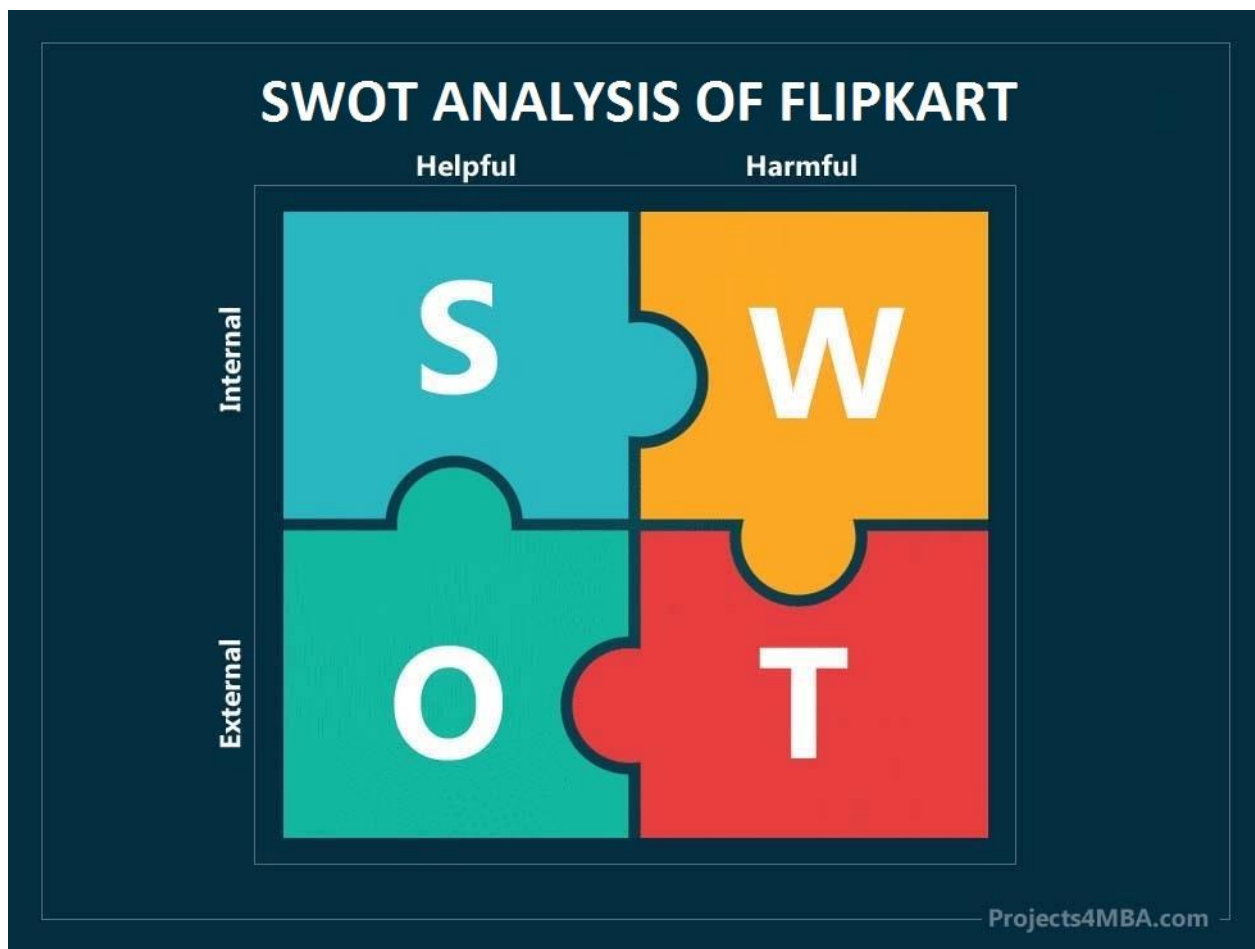 SWOT ANALYSIS OF FLIPKART
Helpful Harmful
Internal
S W
External
O T
Projects4MBA.com